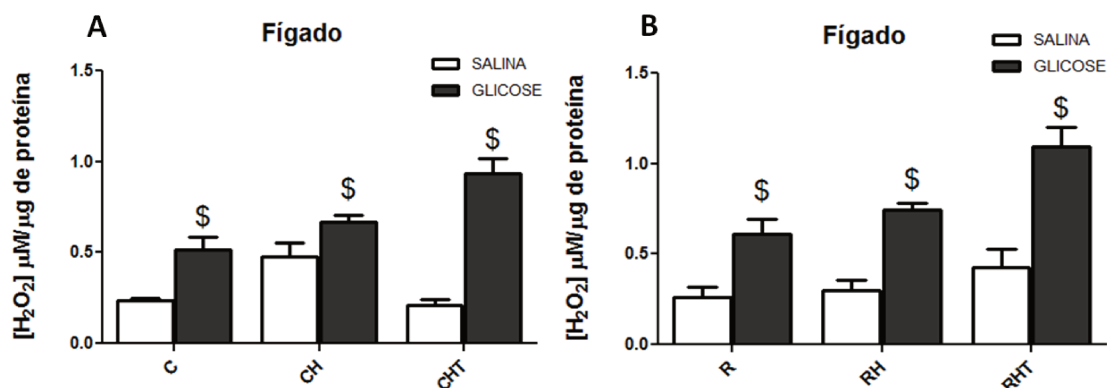 A
Fígado
SALINA
GLICOSE
[H₂O₂] µM/µg de proteína
1.5
1.0
0.5
0.0
$
$
$
C
CH
CHT
B
Fígado
SALINA
GLICOSE
[H₂O₂] µM/µg de proteína
1.5
1.0
0.5
0.0
$
$
$
R
RH
RHT